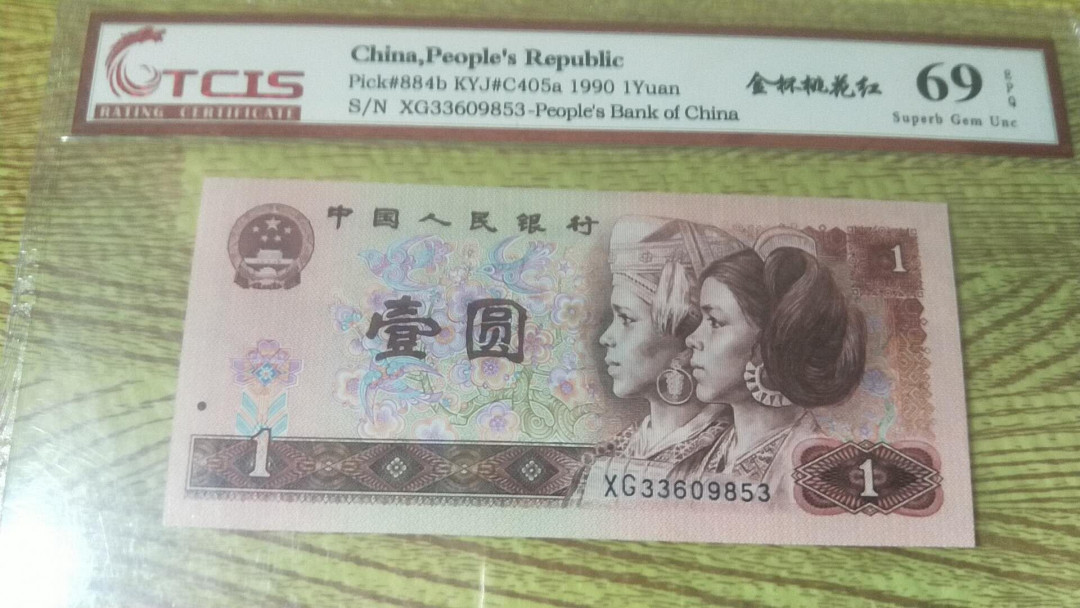 TCIS
RATING CERTIFICATE
China,People's Republic
Pick#884b KYJ#C405a 1990 1Yuan
S/N XG33609853-People's Bank of China
金杯桃花红
69
EPQ
Superb Gem Unc
中国人民银行
1
壹圆
1
XG33609853
1